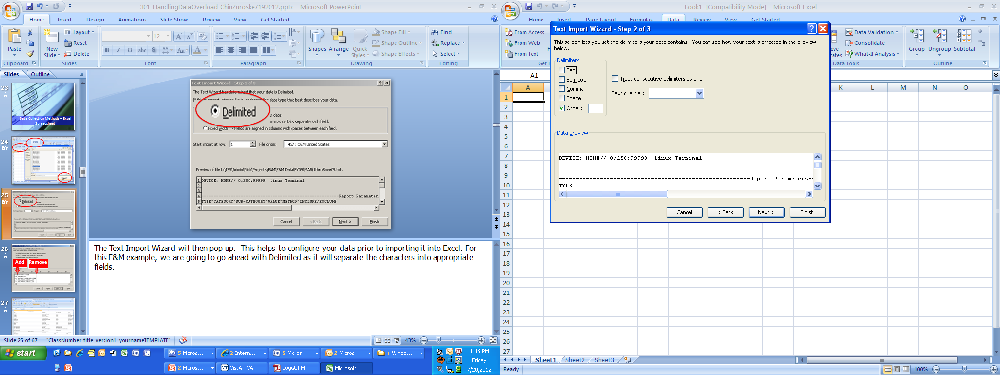 301_HandlingDataOverload_ChinZuroske7192012.pptx - Microsoft PowerPoint
Home Insert Design Animations Slide Show Review View Get Started
Paste
New Slide
Layout
Reset
Delete
12
B I U abc S AV Aa A
Shapes Arrange Quick Styles
Shape Fill
Shape Outline
Shape Effects
Find
Replace
Select
Clipboard Slides Font Paragraph Drawing Editing
Slides Outline x
23
Data Collection Methods – Excel
Spreadsheet
24
Data
From Text
Import
25
Delimited
26
Add Remove
27
Text Import Wizard - Step 1 of 3
The Text Wizard has determined that your data is Delimited.
If this is correct, choose Next, or choose the data type that best describes your data.
Delimited
ur data:
ommas or tabs separate each field.
Fixed width - Fields are aligned in columns with spaces between each field.
Start import at row: 1 File origin: 437 : OEM United States
Preview of file L:\ISS\Admin\Rich\Projects\E&M\E&M Data\FY09\MAR\1thru5mar09.txt.
1 DEVICE: HOME// 0;250;99999 Linux Terminal
2
3
4 Report Parameter
5 TYPE^CATEGORY^SUB-CATEGORY^VALUE^METHOD^INCLUDE/EXCLUDE
Cancel < Back Next > Finish
The Text Import Wizard will then pop up. This helps to configure your data prior to importing it into Excel. For
this E&M example, we are going to go ahead with Delimited as it will separate the characters into appropriate
fields.
Slide 25 of 67 "ClassNumber_title_version1_yournameTEMPLATE" 43%
start
5 Micros... 2 Intern... 5 Micros... 2 Micros... 4 Windo...
2 Micros... VistA - VA... LogGUI M... Microsoft ...
1:19 PM
Friday
7/20/2012
Book1 [Compatibility Mode] - Microsoft Excel
Home Insert Page Layout Formulas Data Review View Get Started
From Access
From Web
From Text
Get E
ove
cates
Data Validation
Consolidate
What-If Analysis
Data Tools
Group Ungroup Subtotal
Outline
A1
A K L M N O
1
2
3
4
5
6
7
8
9
10
11
12
13
14
15
16
17
18
19
20
21
22
23
24
25
26
27
Text Import Wizard - Step 2 of 3
This screen lets you set the delimiters your data contains. You can see how your text is affected in the preview
below.
Delimiters
Tab
Semicolon
Comma
Space
Other: ^
Treat consecutive delimiters as one
Text qualifier: "
Data preview
DEVICE: HOME// 0;250;99999 Linux Terminal
Report Parameters--
TYPE
Cancel < Back Next > Finish
Sheet1 Sheet2 Sheet3
Ready 100%